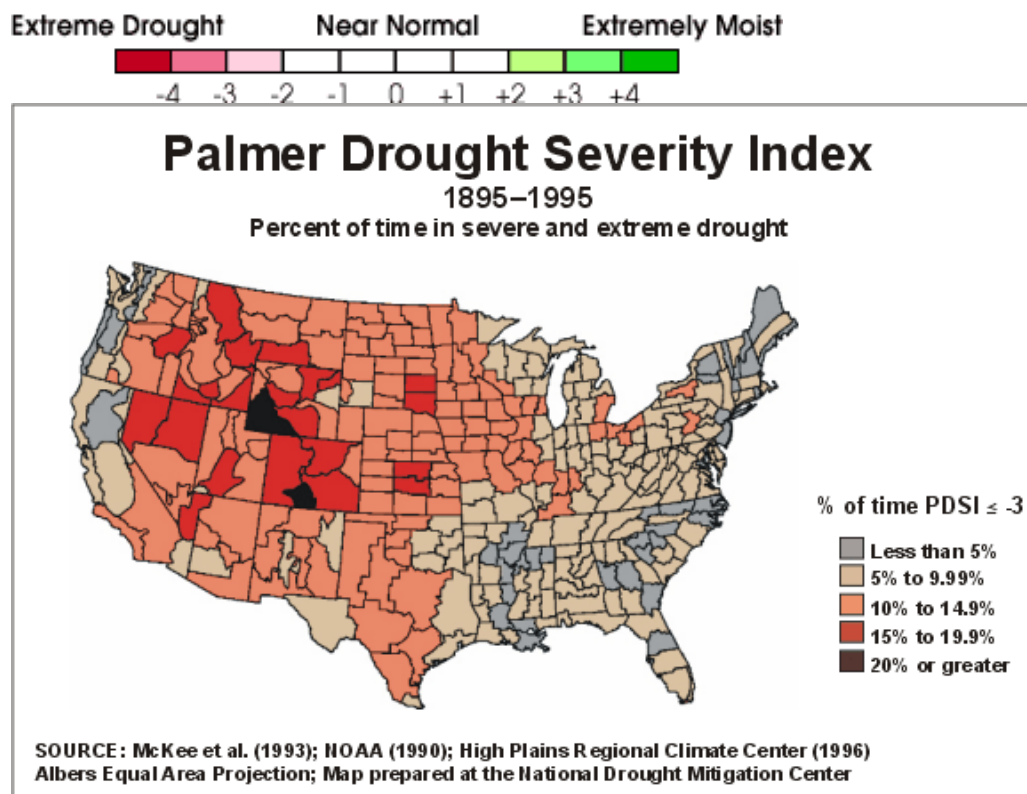 Extreme Drought Near Normal Extremely Moist
-4 -3 -2 -1 0 +1 +2 +3 +4
Palmer Drought Severity Index
1895–1995
Percent of time in severe and extreme drought
% of time PDSI ≤ -3
Less than 5%
5% to 9.99%
10% to 14.9%
15% to 19.9%
20% or greater
SOURCE: McKee et al. (1993); NOAA (1990); High Plains Regional Climate Center (1996)
Albers Equal Area Projection; Map prepared at the National Drought Mitigation Center